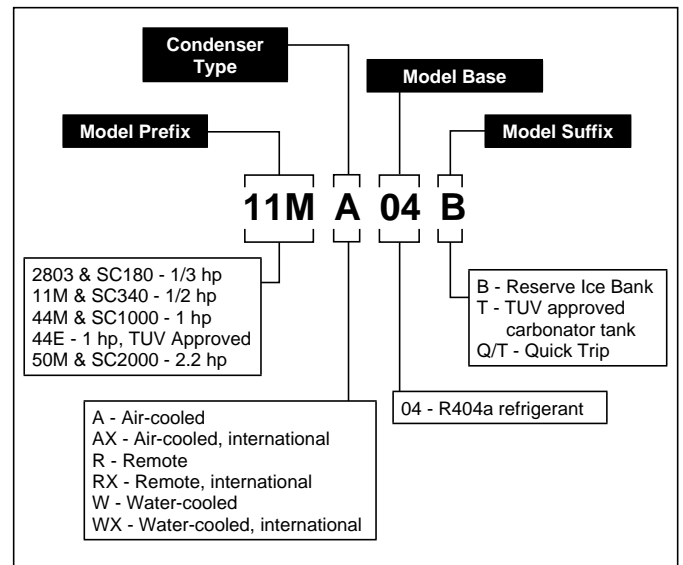 Condenser
Type
Model Base
Model Prefix
Model Suffix
11M A 04 B
2803 & SC180 - 1/3 hp
11M & SC340 - 1/2 hp
44M & SC1000 - 1 hp
44E - 1 hp, TUV Approved
50M & SC2000 - 2.2 hp
B - Reserve Ice Bank
T - TUV approved
carbonator tank
Q/T - Quick Trip
A - Air-cooled
AX - Air-cooled, international
R - Remote
RX - Remote, international
W - Water-cooled
WX - Water-cooled, international
04 - R404a refrigerant